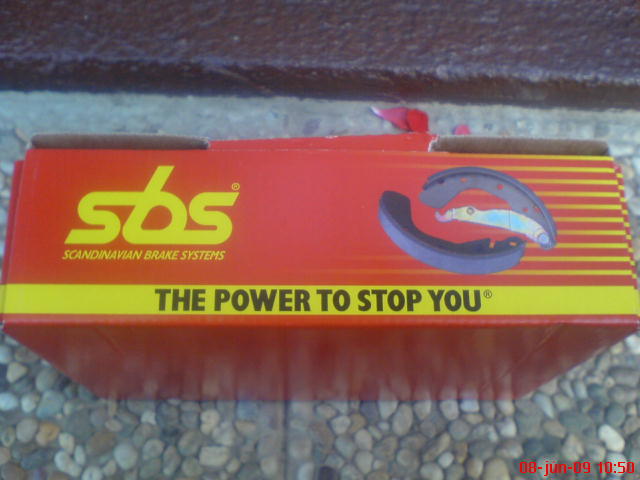 sbs®
SCANDINAVIAN BRAKE SYSTEMS
THE POWER TO STOP YOU®
08-jun-09 10:50